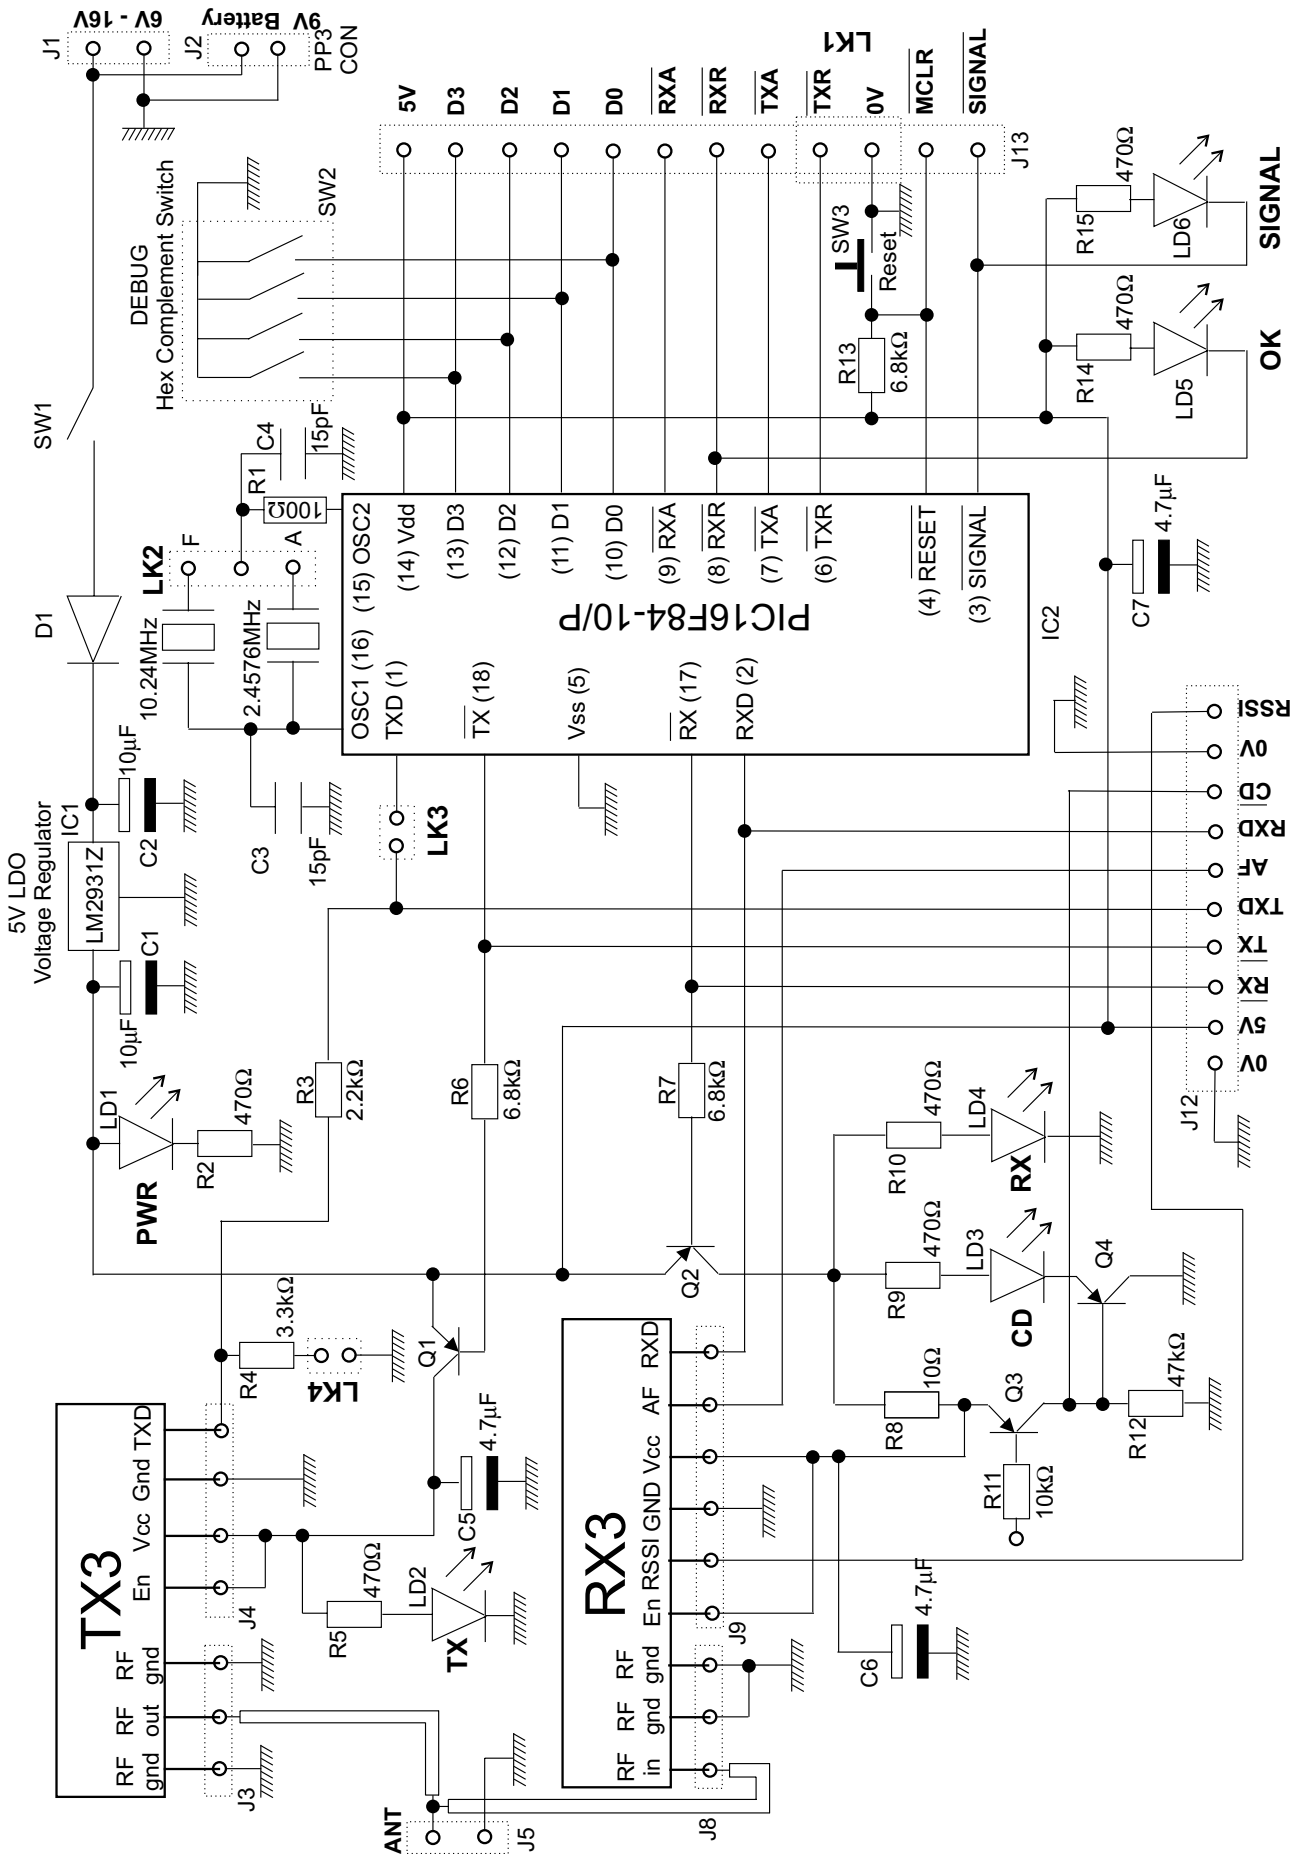 J1
6V - 16V
J2
9V
Battery
PP3
CON
SW1
DEBUG
Hex Complement Switch
SW2
D1
5V LDO
Voltage Regulator
LM2931Z
IC1
10µF
C2
10µF
C1
LD1
PWR
R2
470Ω
10.24MHz
2.4576MHz
LK2
F
A
R1
100Ω
C4
15pF
C3
15pF
5V
D3
D2
D1
D0
RXA
RXR
TXA
TXR
0V
MCLR
SIGNAL
LK1
J13
SW3
Reset
R13
6.8kΩ
R15
470Ω
LD6
SIGNAL
R14
470Ω
LD5
OK
OSC1 (16)
(15) OSC2
TXD (1)
(14) Vdd
(13) D3
TX (18)
(12) D2
(11) D1
Vss (5)
(10) D0
(9) RXA
RX (17)
(8) RXR
RXD (2)
(7) TXA
(6) TXR
(4) RESET
(3) SIGNAL
PIC16F84-10/P
IC2
C7
4.7µF
LK3
R3
2.2kΩ
R6
6.8kΩ
R7
6.8kΩ
R4
3.3kΩ
LK4
Q1
Q2
C5
4.7µF
TX3
RF
gnd
RF
out
RF
gnd
En
Vcc
Gnd
TXD
J3
J4
R5
470Ω
LD2
TX
ANT
J5
RX3
RF
in
RF
gnd
RF
gnd
En
RSSI
GND
Vcc
AF
RXD
J8
J9
C6
4.7µF
R8
10Ω
R9
470Ω
LD3
CD
R10
470Ω
LD4
RX
Q3
Q4
R11
10kΩ
R12
47kΩ
J12
0V
5V
RX
TX
TXD
AF
RXD
CD
0V
RSSI